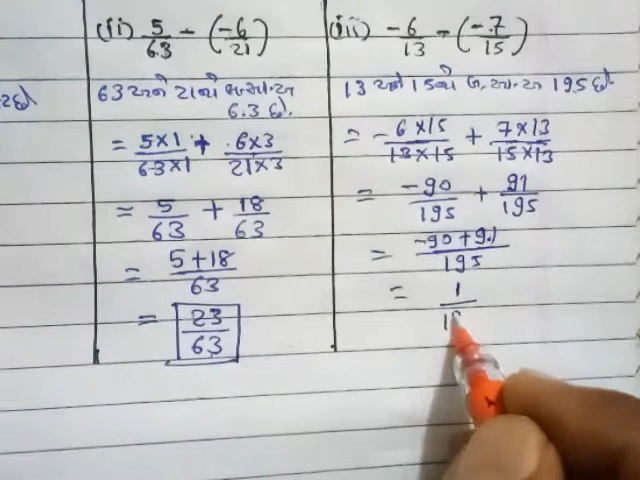 ટછે.
(ii) 5/63 - (-6/21)
63 અને 21નો લ.સા.અ
63 છે.
= 5×1/63×1 + 6×3/21×3
= 5/63 + 18/63
= 5+18/63
= 23/63
(iii) -6/13 - (-7/15)
13 અને 15નો લ.સા.અ 195 છે.
= -6×15/13×15 + 7×13/15×13
= -90/195 + 91/195
= -90+91/195
= 1/19